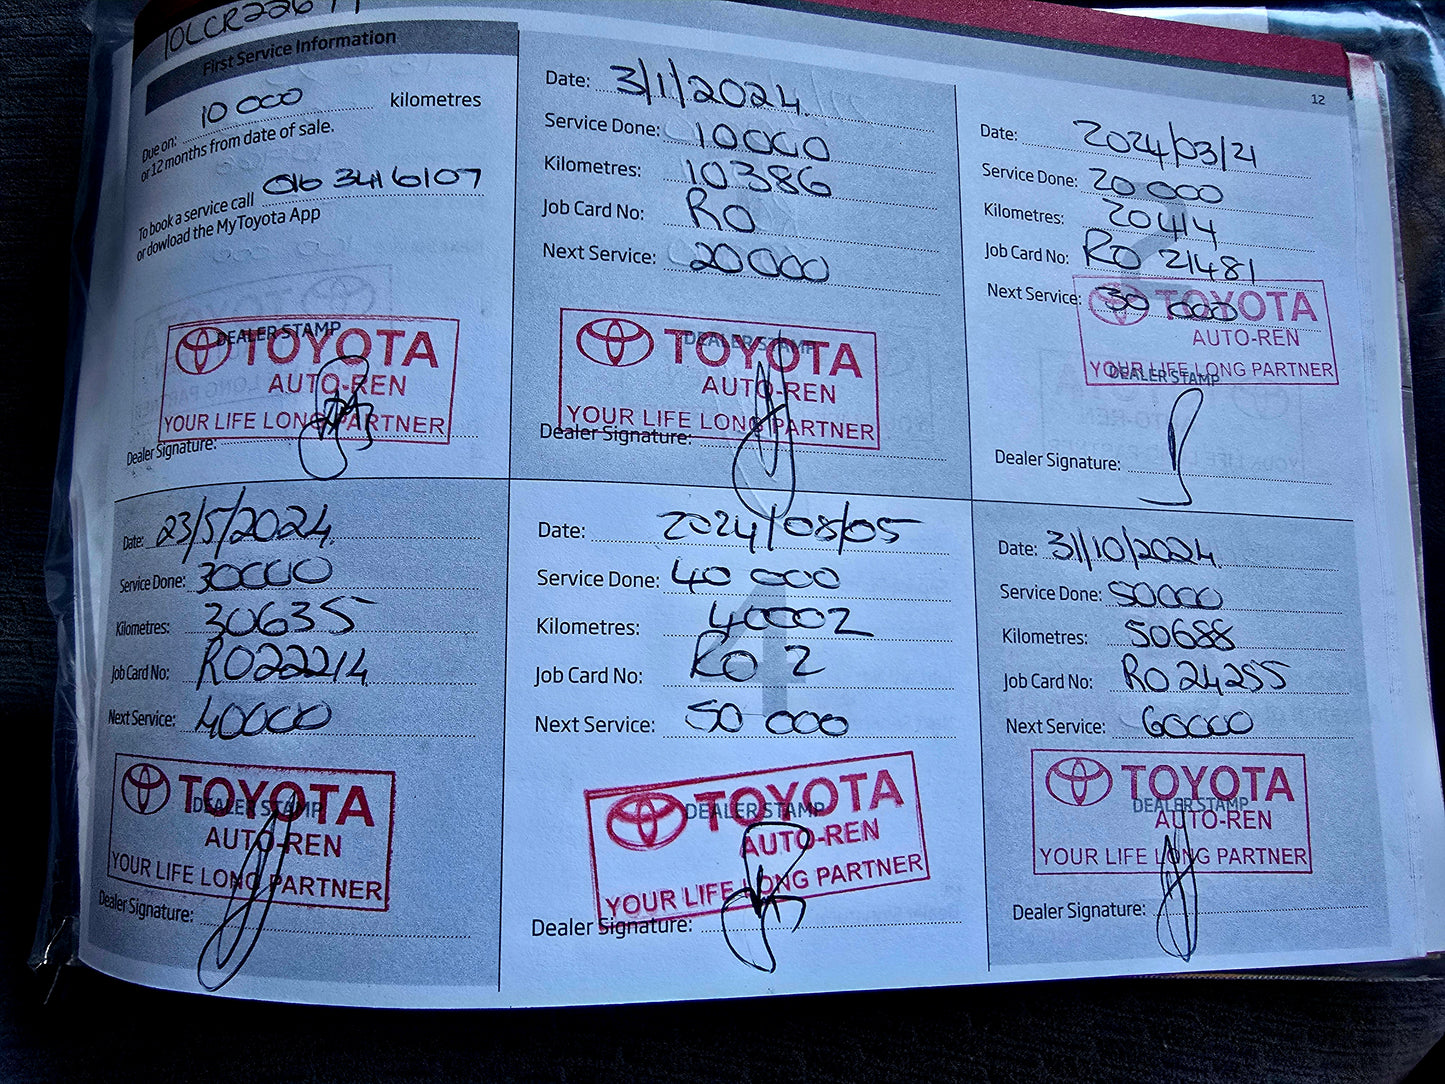 First Service Information
Due on: 10 000 kilometres
or 12 months from date of sale.
To book a service call 016 341 6107
or dowload the MyToyota App
DEALER STAMP
TOYOTA
AUTO-REN
YOUR LIFE LONG PARTNER
Dealer Signature:
Date: 3/1/2024
Service Done: 10000
Kilometres: 10386
Job Card No: RO
Next Service: 20000
DEALER STAMP
TOYOTA
AUTO-REN
YOUR LIFE LONG PARTNER
Dealer Signature:
12
Date: 2024/03/21
Service Done: 20 000
Kilometres: 20414
Job Card No: RO 21481
Next Service: 30 000
TOYOTA
AUTO-REN
YOUR LIFE LONG PARTNER
DEALER STAMP
Dealer Signature:
Date: 23/5/2024
Service Done: 30000
Kilometres: 30635
Job Card No: RO22214
Next Service: 40000
TOYOTA
DEALER STAMP
AUTO-REN
YOUR LIFE LONG PARTNER
Dealer Signature:
4
Date: 2024/08/05
Service Done: 40 000
Kilometres: 40002
Job Card No: RO 2
Next Service: 50 000
TOYOTA
DEALER STAMP
AUTO-REN
YOUR LIFE LONG PARTNER
Dealer Signature:
Date: 31/10/2024
Service Done: 50000
Kilometres: 50688
Job Card No: RO 24255
Next Service: 60000
TOYOTA
DEALER STAMP
AUTO-REN
YOUR LIFE LONG PARTNER
Dealer Signature: